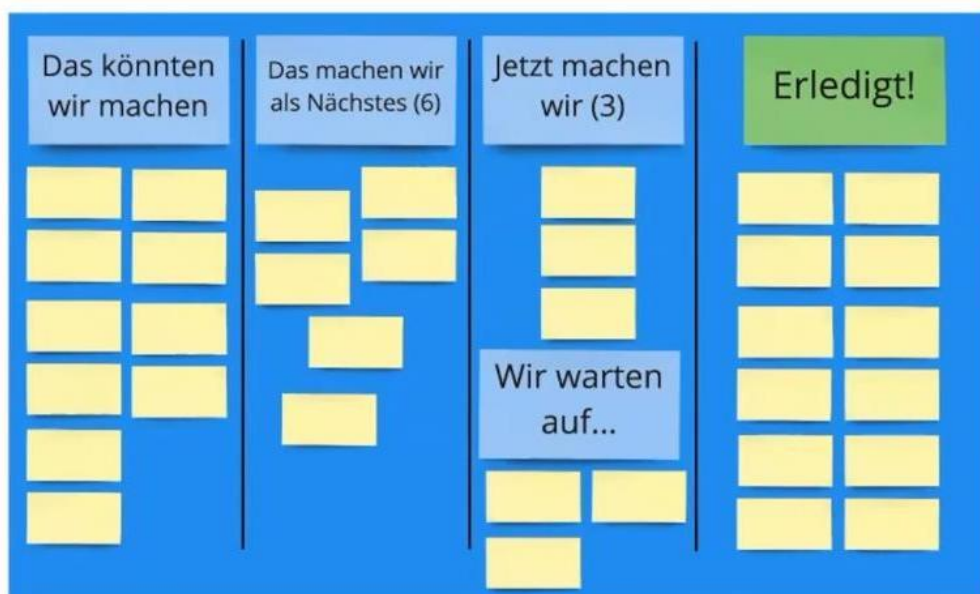 Das könnten
wir machen
Das machen wir
als Nächstes (6)
Jetzt machen
wir (3)
Wir warten
auf...
Erledigt!